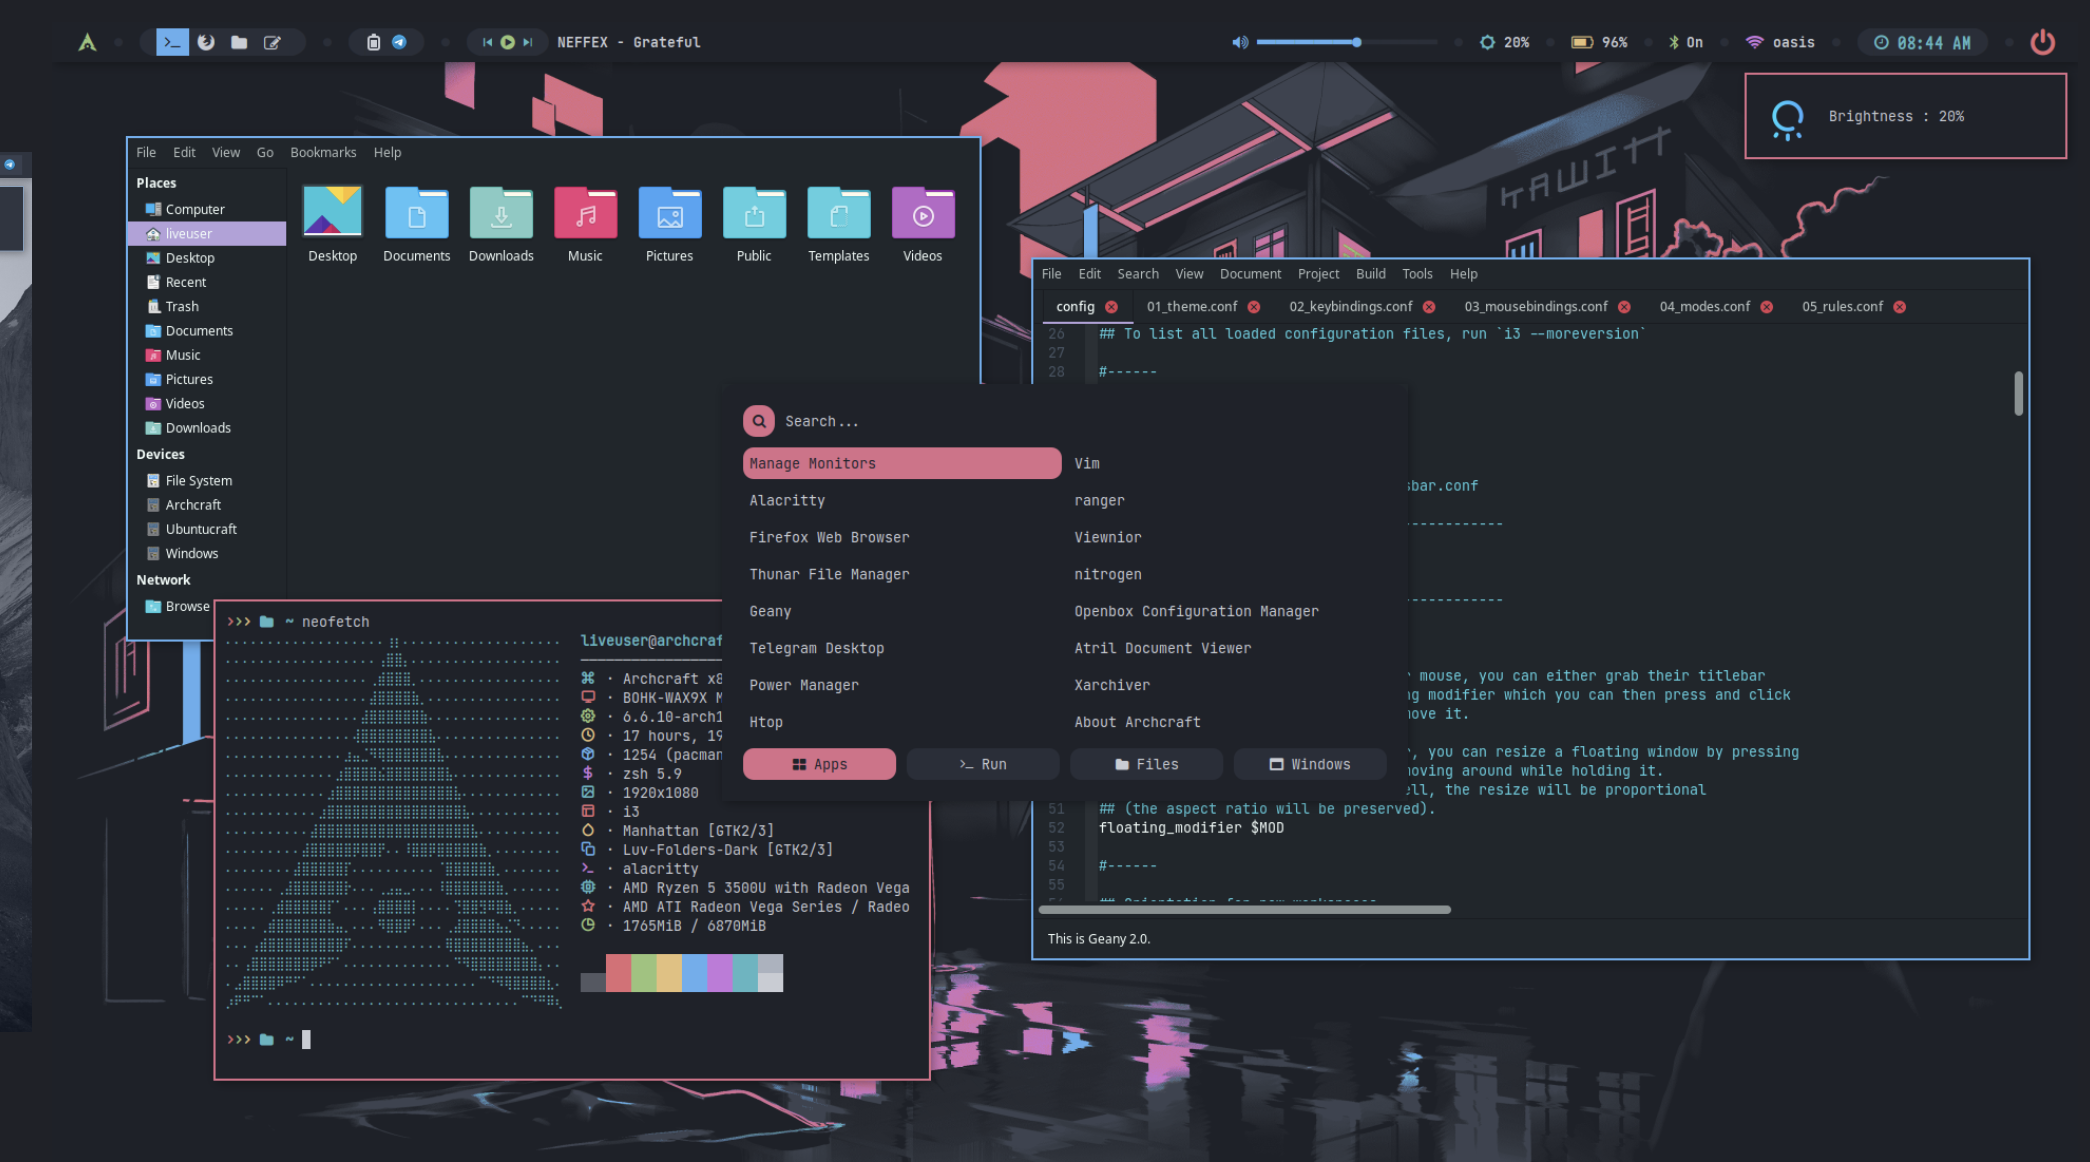 NEFFEX - Grateful
20%
96%
On
oasis
08:44 AM
Brightness : 20%
KAWITH
File Edit View Go Bookmarks Help
Places
Computer
liveuser
Desktop
Recent
Trash
Documents
Music
Pictures
Videos
Downloads
Devices
File System
Archcraft
Ubuntucraft
Windows
Network
Browse
Desktop
Documents
Downloads
Music
Pictures
Public
Templates
Videos
File Edit Search View Document Project Build Tools Help
config 01_theme.conf 02_keybindings.conf 03_mousebindings.conf 04_modes.conf 05_rules.conf
26 ## To list all loaded configuration files, run `i3 --moreversion`
27
28 #------
sbar.conf
------------
------------
mouse, you can either grab their titlebar
ng modifier which you can then press and click
move it.
, you can resize a floating window by pressing
moving around while holding it.
ell, the resize will be proportional
51 ## (the aspect ratio will be preserved).
52 floating_modifier $MOD
53
54 #------
55
This is Geany 2.0.
Search...
Manage Monitors
Alacritty
Firefox Web Browser
Thunar File Manager
Geany
Telegram Desktop
Power Manager
Htop
Vim
ranger
Viewnior
nitrogen
Openbox Configuration Manager
Atril Document Viewer
Xarchiver
About Archcraft
Apps
>_ Run
Files
Windows
>>> ~ neofetch
liveuser@archcraf
· Archcraft x8
· BOHK-WAX9X M
· 6.6.10-arch1
· 17 hours, 19
· 1254 (pacman
· zsh 5.9
· 1920x1080
· i3
· Manhattan [GTK2/3]
· Luv-Folders-Dark [GTK2/3]
· alacritty
· AMD Ryzen 5 3500U with Radeon Vega
· AMD ATI Radeon Vega Series / Radeo
· 1765MiB / 6870MiB
>>> ~